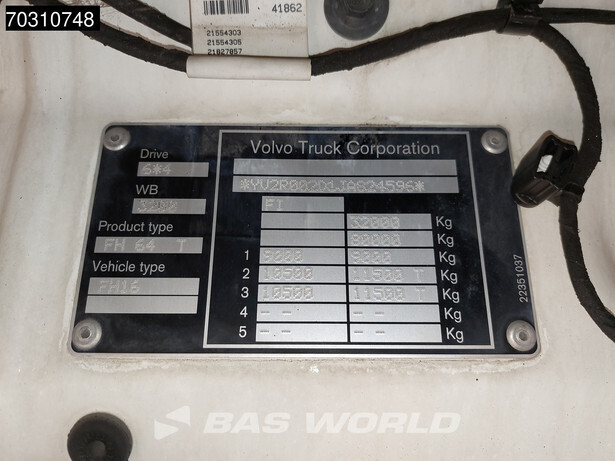 70310748
41862
21554303
21554305
21827857
Volvo Truck Corporation
Drive
6*4
WB
Product type
FH 64 T
Vehicle type
FH16
FI
32000 Kg
80000 Kg
1 9000 9000 Kg
2 10500 11500 T Kg
3 10500 11500 T Kg
4 -.- -- Kg
5 -.- -- Kg
22351037
BAS WORLD